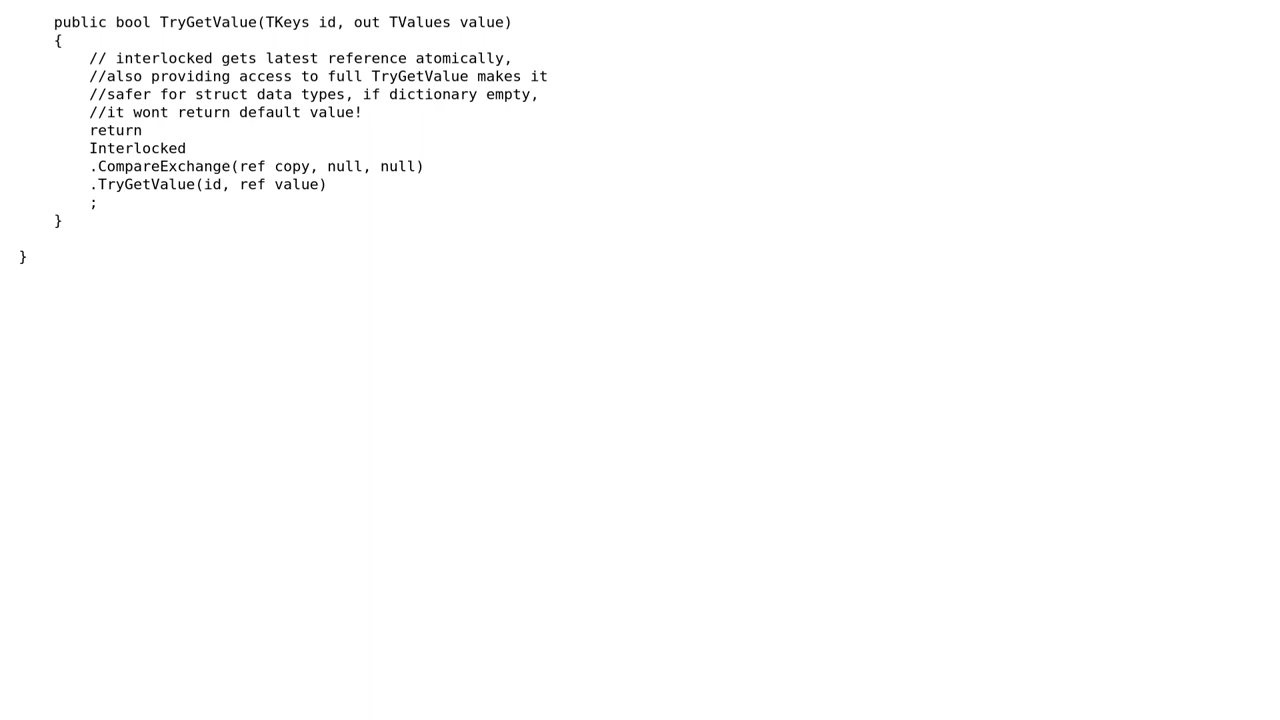 public bool TryGetValue(TKeys id, out TValues value)
{
// interlocked gets latest reference atomically,
//also providing access to full TryGetValue makes it
//safer for struct data types, if dictionary empty,
//it wont return default value!
return
Interlocked
.CompareExchange(ref copy, null, null)
.TryGetValue(id, ref value)
;
}
}